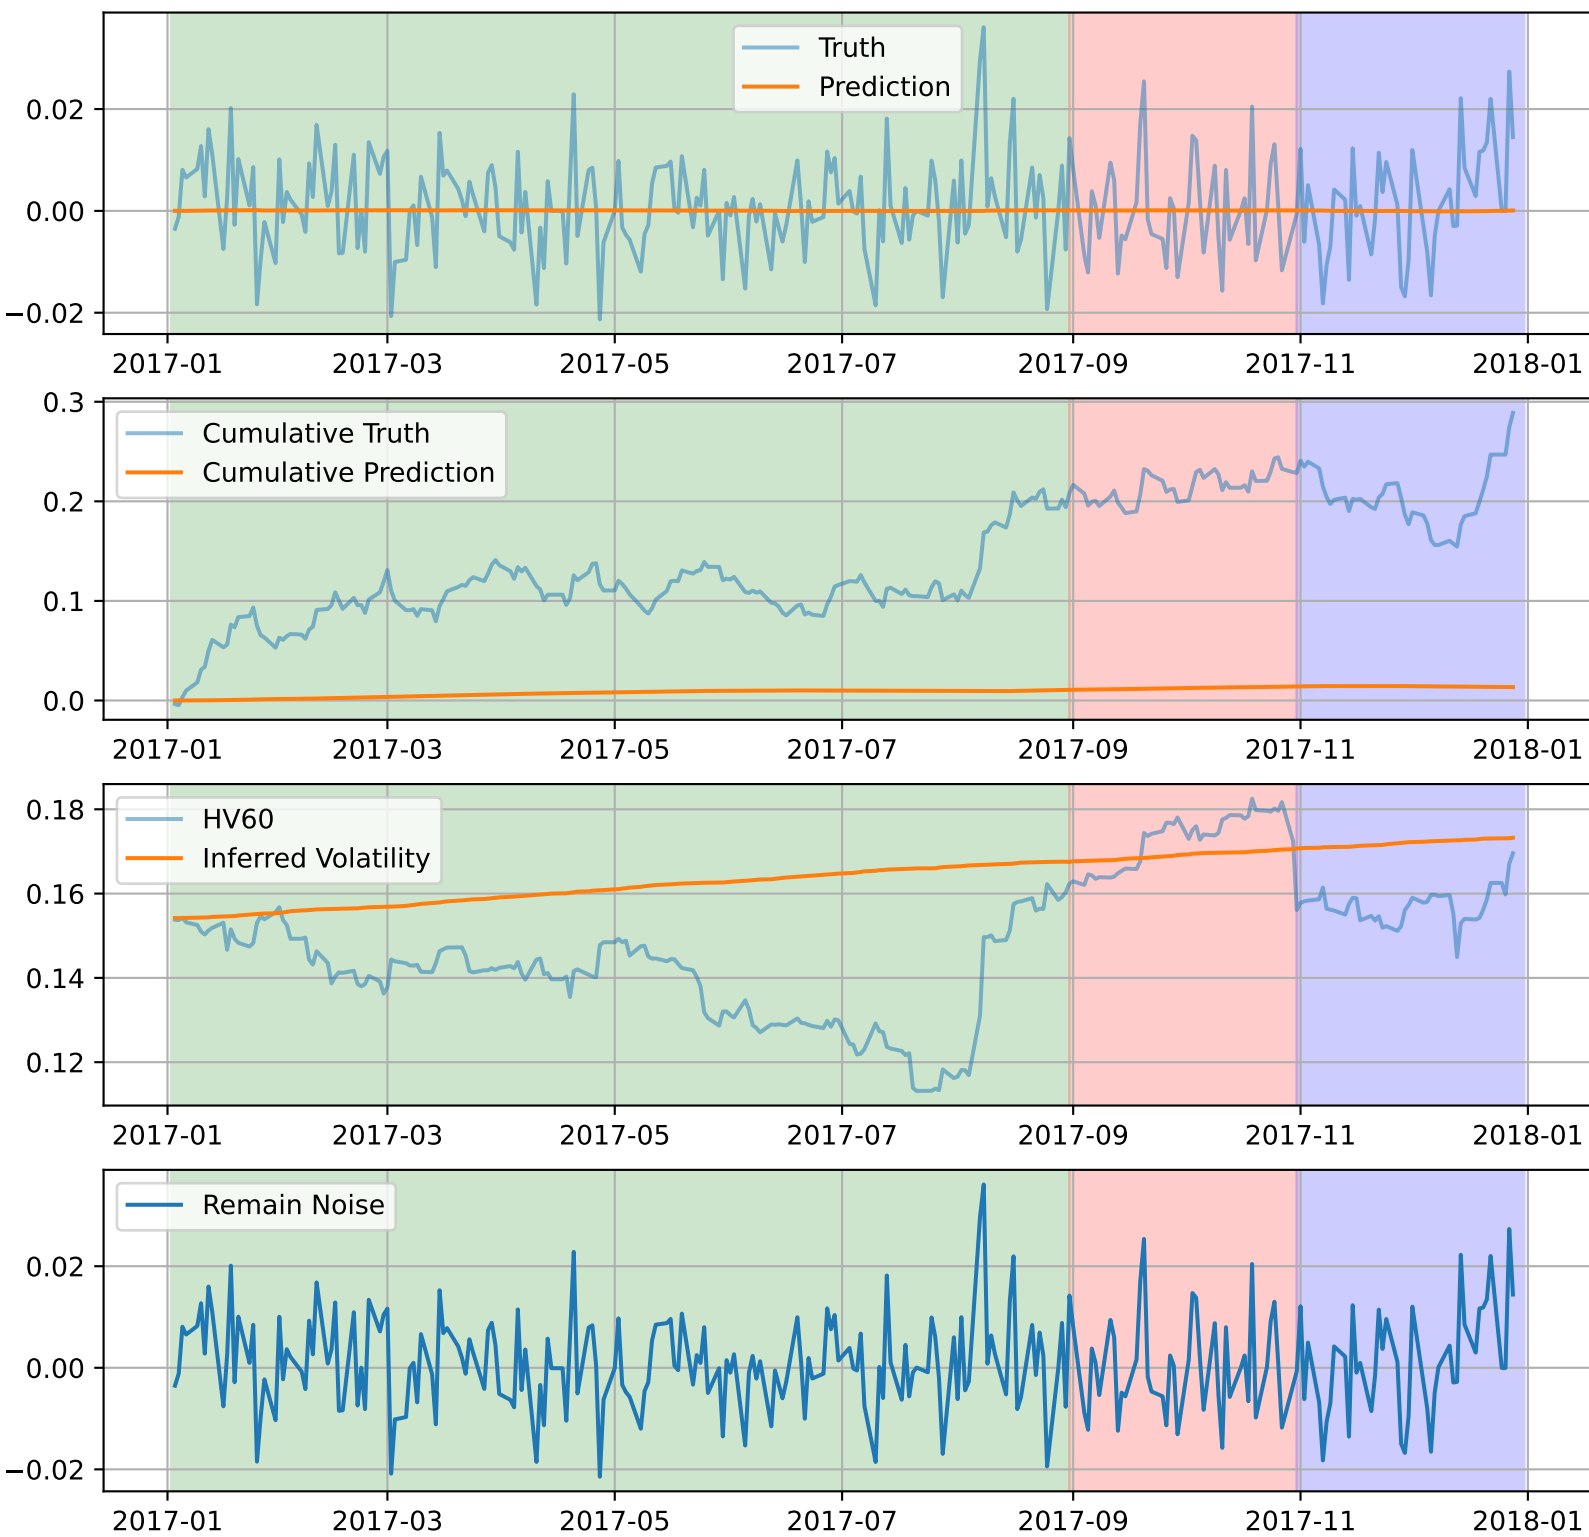 Truth
Prediction
0.02
0.00
−0.02
2017-01 2017-03 2017-05 2017-07 2017-09 2017-11 2018-01
Cumulative Truth
Cumulative Prediction
0.3
0.2
0.1
0.0
2017-01 2017-03 2017-05 2017-07 2017-09 2017-11 2018-01
HV60
Inferred Volatility
0.18
0.16
0.14
0.12
2017-01 2017-03 2017-05 2017-07 2017-09 2017-11 2018-01
Remain Noise
0.02
0.00
−0.02
2017-01 2017-03 2017-05 2017-07 2017-09 2017-11 2018-01